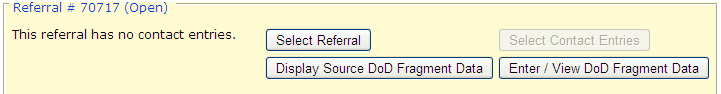 Referral # 70717 (Open)
This referral has no contact entries.
Select Referral
Select Contact Entries
Display Source DoD Fragment Data
Enter / View DoD Fragment Data